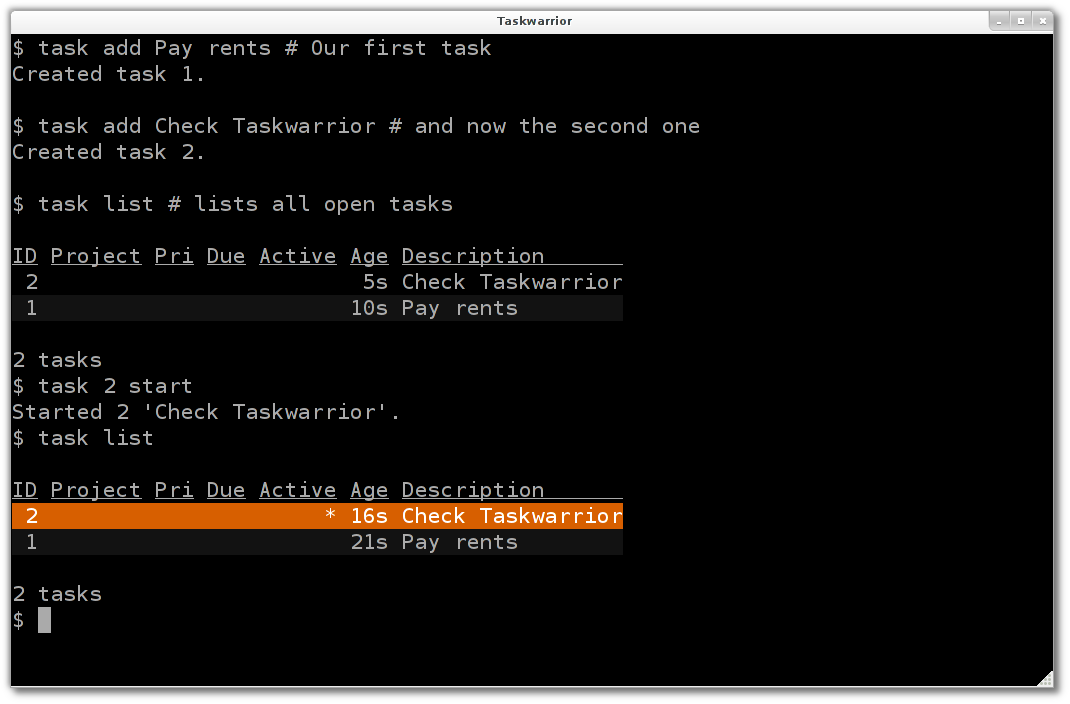 Taskwarrior
$ task add Pay rents # Our first task
Created task 1.
$ task add Check Taskwarrior # and now the second one
Created task 2.
$ task list # lists all open tasks
ID Project Pri Due Active Age Description
2 5s Check Taskwarrior
1 10s Pay rents
2 tasks
$ task 2 start
Started 2 'Check Taskwarrior'.
$ task list
ID Project Pri Due Active Age Description
2 * 16s Check Taskwarrior
1 21s Pay rents
2 tasks
$